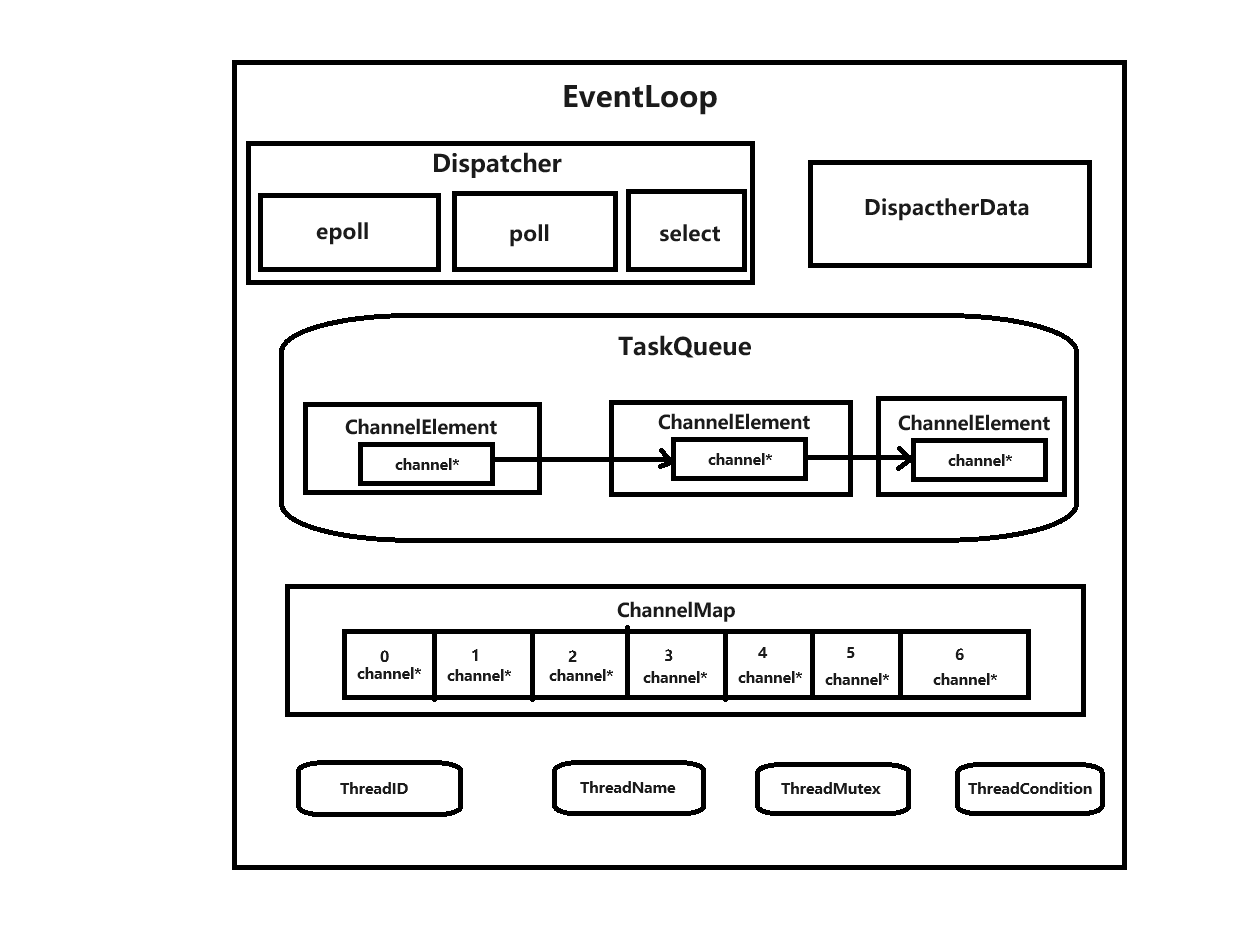 EventLoop
Dispatcher
epoll
poll
select
DispactherData
TaskQueue
ChannelElement
channel*
ChannelElement
channel*
ChannelElement
channel*
ChannelMap
0
channel*
1
channel*
2
channel*
3
channel*
4
channel*
5
channel*
6
channel*
ThreadID
ThreadName
ThreadMutex
ThreadCondition